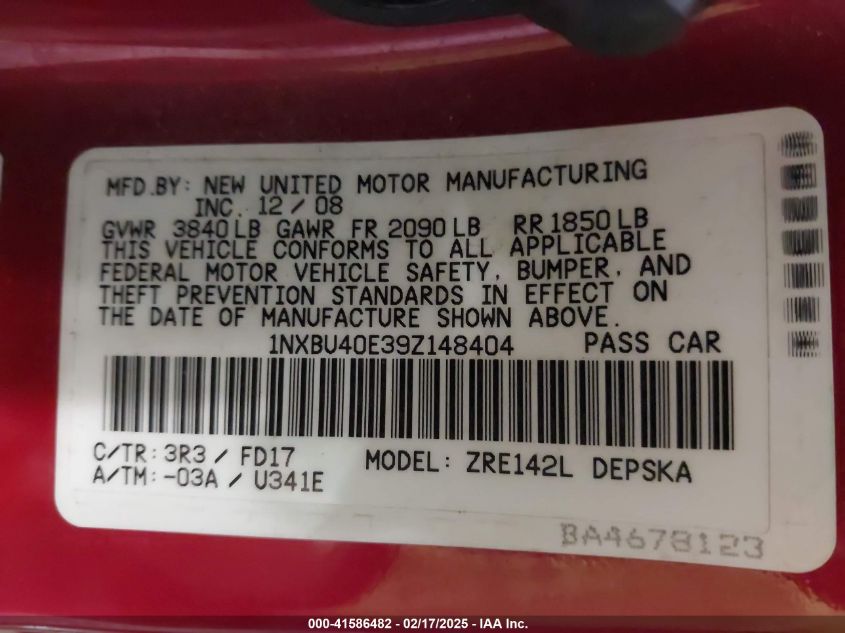 MFD.BY: NEW UNITED MOTOR MANUFACTURING
INC. 12/08
GVWR 3840LB GAWR FR 2090LB RR 1850LB
THIS VEHICLE CONFORMS TO ALL APPLICABLE
FEDERAL MOTOR VEHICLE SAFETY, BUMPER, AND
THEFT PREVENTION STANDARDS IN EFFECT ON
THE DATE OF MANUFACTURE SHOWN ABOVE.
1NXBU40E39Z148404 PASS CAR
C/TR: 3R3 / FD17 MODEL: ZRE142L DEPSKA
A/TM: -03A / U341E
BA4678123
000-41586482 - 02/17/2025 - IAA Inc.